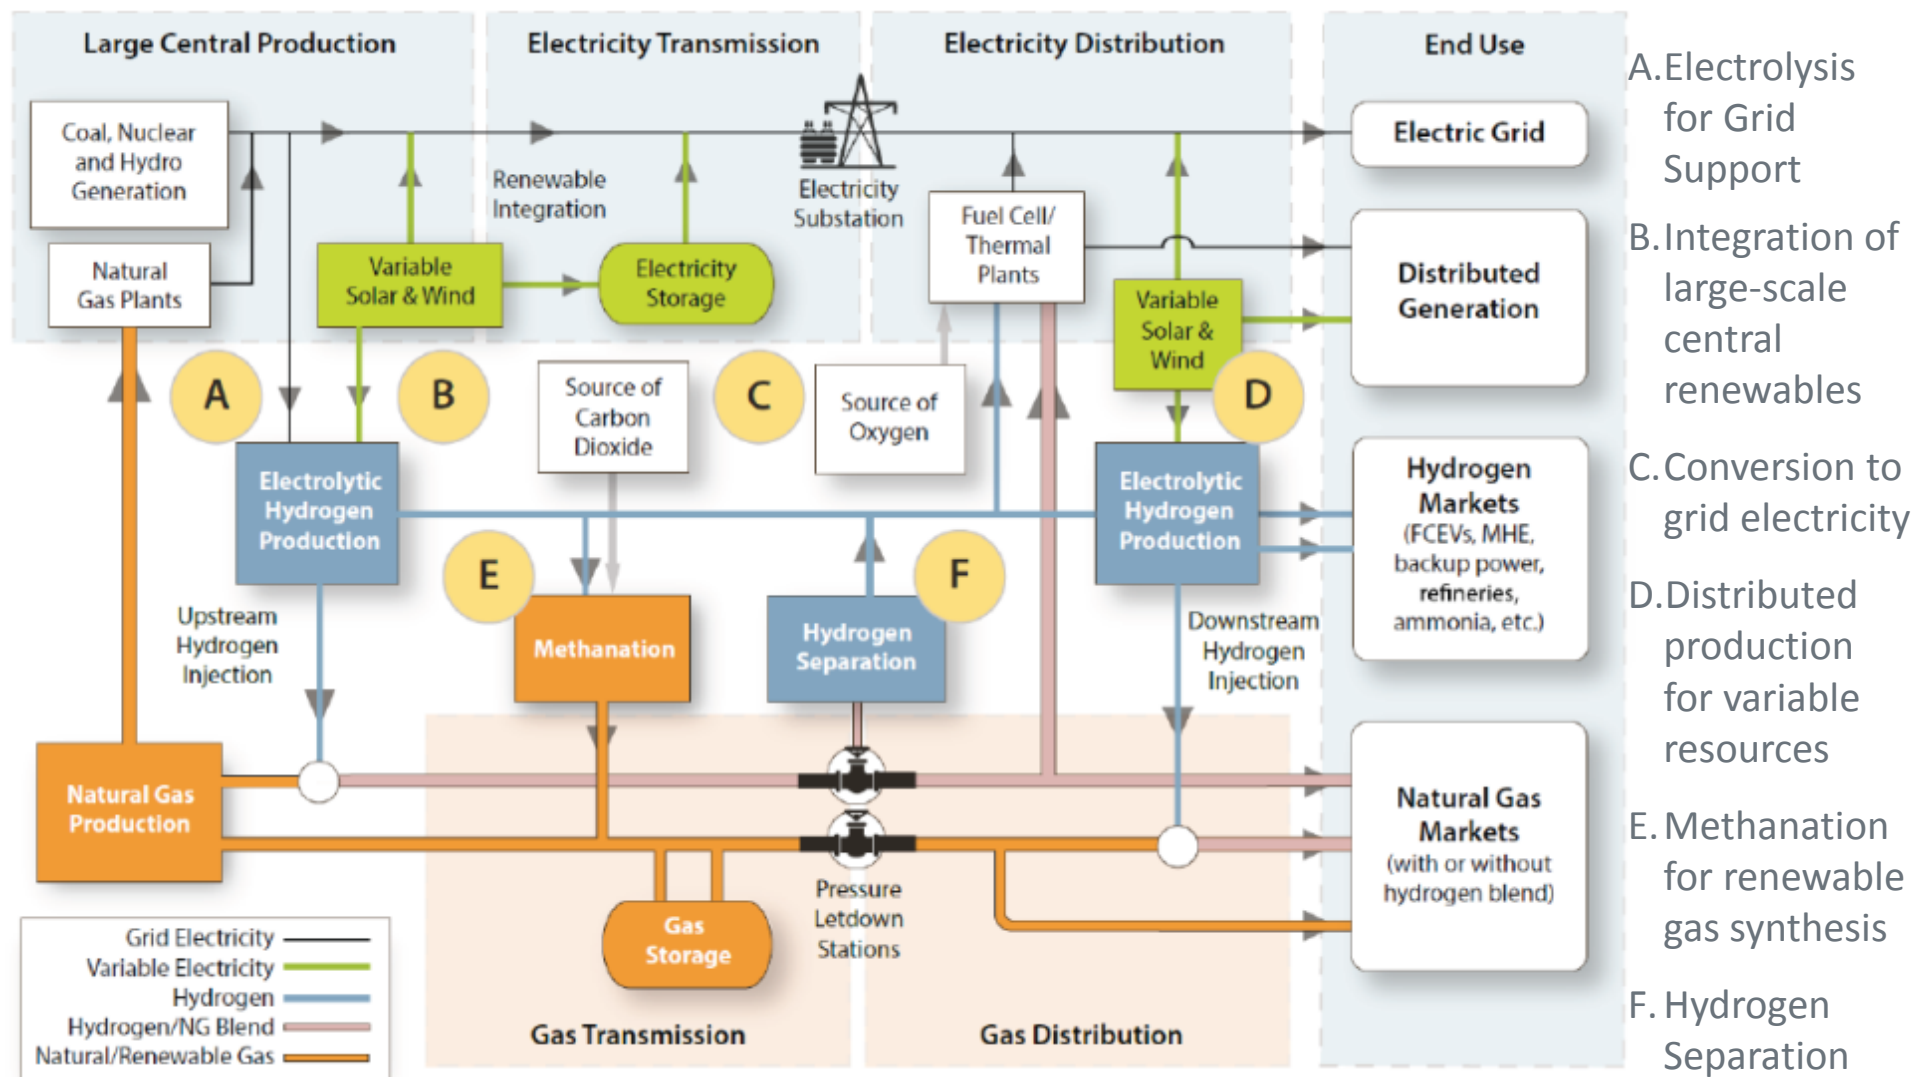 Large Central Production
Electricity Transmission
Electricity Distribution
End Use
Coal, Nuclear
and Hydro
Generation
Natural
Gas Plants
Renewable
Integration
Variable
Solar & Wind
Electricity
Storage
Electricity
Substation
Fuel Cell/
Thermal
Plants
Variable
Solar &
Wind
Electric Grid
Distributed
Generation
A
B
C
D
Source of
Carbon
Dioxide
Source of
Oxygen
Electrolytic
Hydrogen
Production
Electrolytic
Hydrogen
Production
Hydrogen
Markets
(FCEVs, MHE,
backup power,
refineries,
ammonia, etc.)
E
F
Upstream
Hydrogen
Injection
Methanation
Hydrogen
Separation
Downstream
Hydrogen
Injection
Natural Gas
Production
Natural Gas
Markets
(with or without
hydrogen blend)
Gas
Storage
Pressure
Letdown
Stations
Gas Transmission
Gas Distribution
Grid Electricity
Variable Electricity
Hydrogen
Hydrogen/NG Blend
Natural/Renewable Gas
A.Electrolysis
for Grid
Support
B.Integration of
large-scale
central
renewables
C.Conversion to
grid electricity
D.Distributed
production
for variable
resources
E.Methanation
for renewable
gas synthesis
F.Hydrogen
Separation